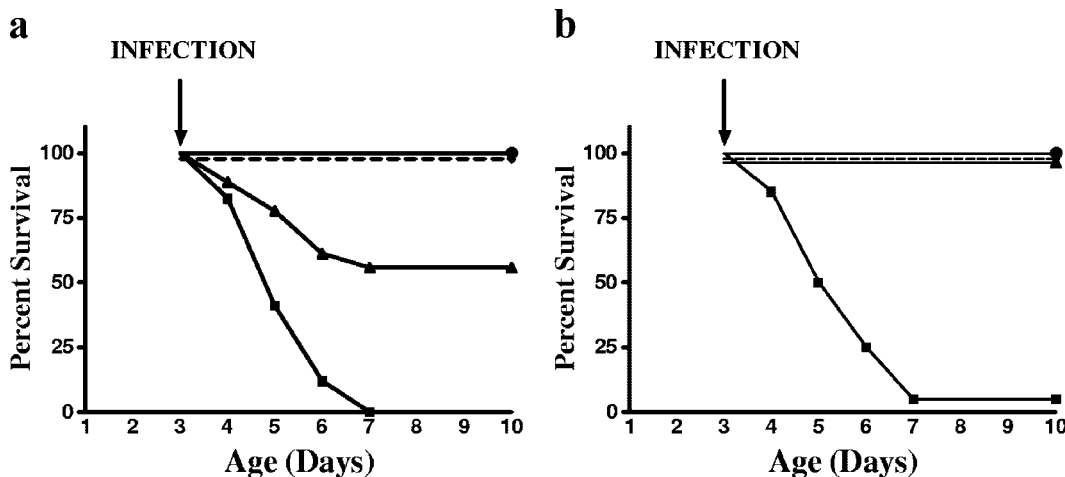 a
INFECTION
Percent Survival
100
75
50
25
0
1 2 3 4 5 6 7 8 9 10
Age (Days)
b
INFECTION
Percent Survival
100
75
50
25
0
1 2 3 4 5 6 7 8 9 10
Age (Days)